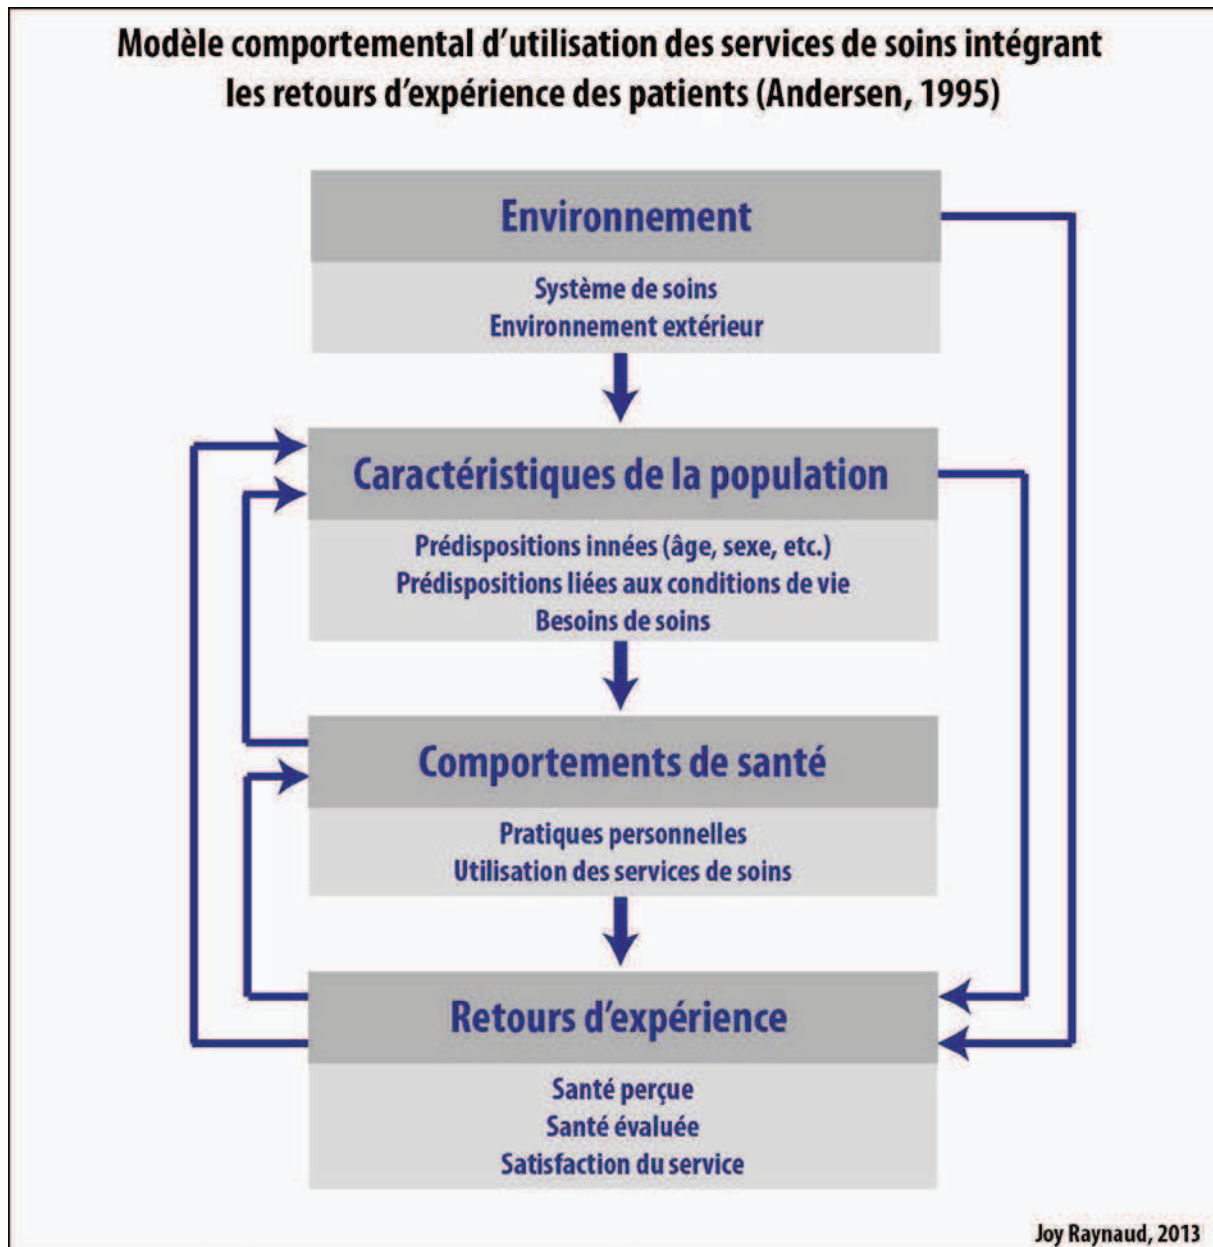 Modèle comportemental d'utilisation des services de soins intégrant
les retours d'expérience des patients (Andersen, 1995)
Environnement
Système de soins
Environnement extérieur
Caractéristiques de la population
Prédispositions innées (âge, sexe, etc.)
Prédispositions liées aux conditions de vie
Besoins de soins
Comportements de santé
Pratiques personnelles
Utilisation des services de soins
Retours d'expérience
Santé perçue
Santé évaluée
Satisfaction du service
Joy Raynaud, 2013